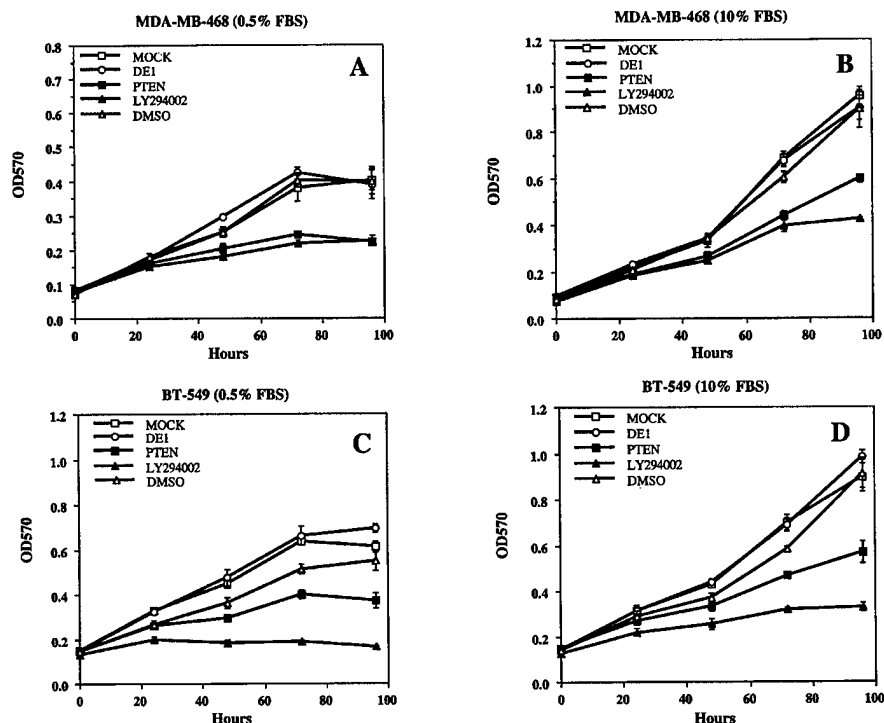 MDA-MB-468 (0.5% FBS)
0.8
0.7
0.6
0.5
0.4
0.3
0.2
0.1
0.0
OD570
MOCK
DE1
PTEN
LY294002
DMSO
A
0 20 40 60 80 100
Hours
MDA-MB-468 (10% FBS)
1.2
1.0
0.8
0.6
0.4
0.2
0.0
OD570
MOCK
DE1
PTEN
LY294002
DMSO
B
0 20 40 60 80 100
Hours
BT-549 (0.5% FBS)
1.2
1.0
0.8
0.6
0.4
0.2
0.0
OD570
MOCK
DE1
PTEN
LY294002
DMSO
C
0 20 40 60 80 100
Hours
BT-549 (10% FBS)
1.2
1.0
0.8
0.6
0.4
0.2
0.0
OD570
MOCK
DE1
PTEN
LY294002
DMSO
D
0 20 40 60 80 100
Hours